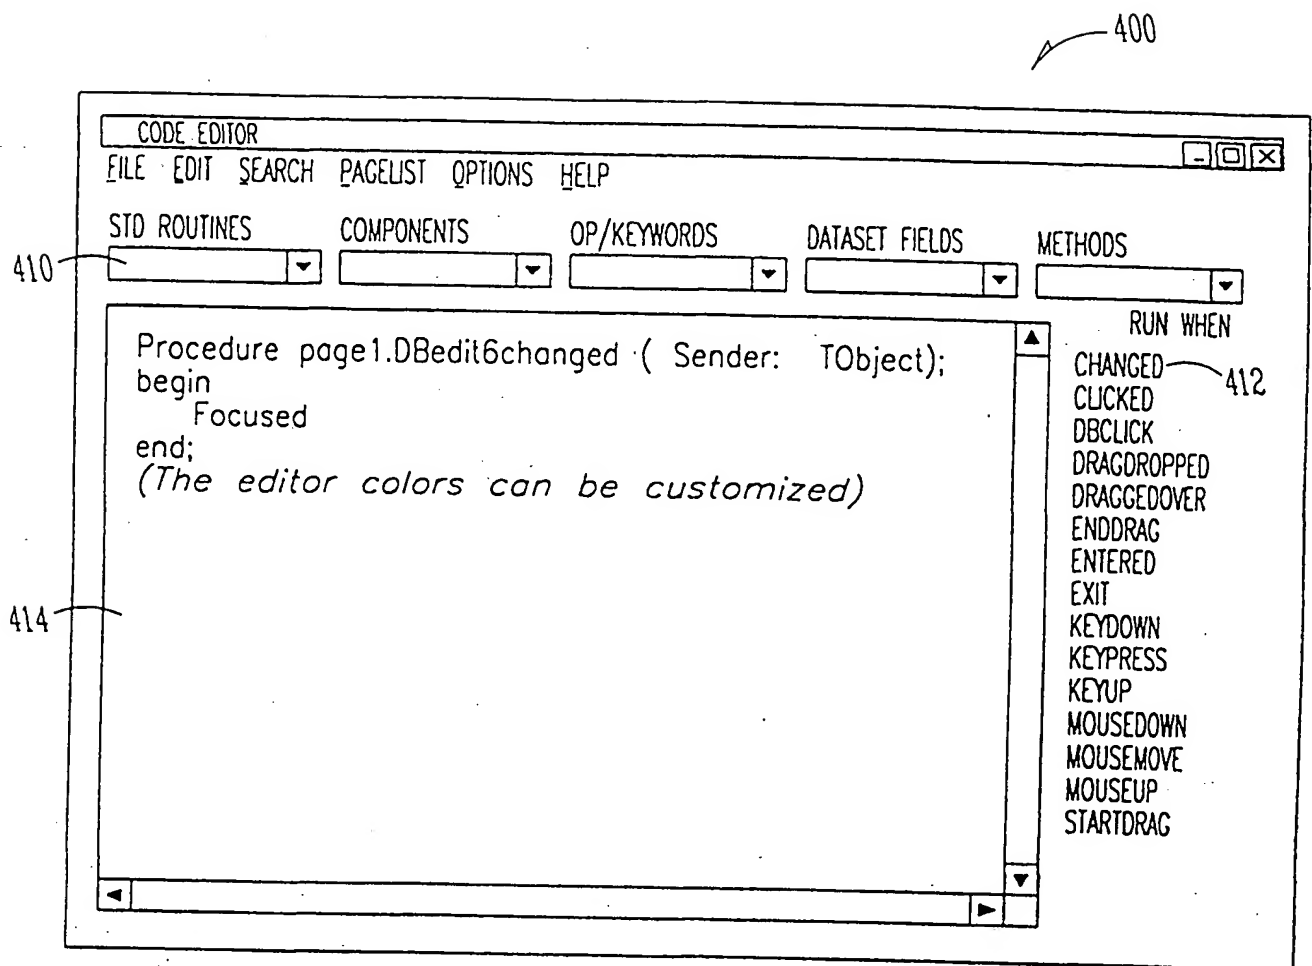 400
CODE EDITOR
FILE EDIT SEARCH PAGELIST OPTIONS HELP
STD ROUTINES COMPONENTS OP/KEYWORDS DATASET FIELDS METHODS
410
RUN WHEN
Procedure page1.DBedit6changed ( Sender: TObject);
begin
Focused
end;
(The editor colors can be customized)
414
CHANGED 412
CLICKED
DBCLICK
DRAGDROPPED
DRAGGEDOVER
ENDDRAG
ENTERED
EXIT
KEYDOWN
KEYPRESS
KEYUP
MOUSEDOWN
MOUSEMOVE
MOUSEUP
STARTDRAG